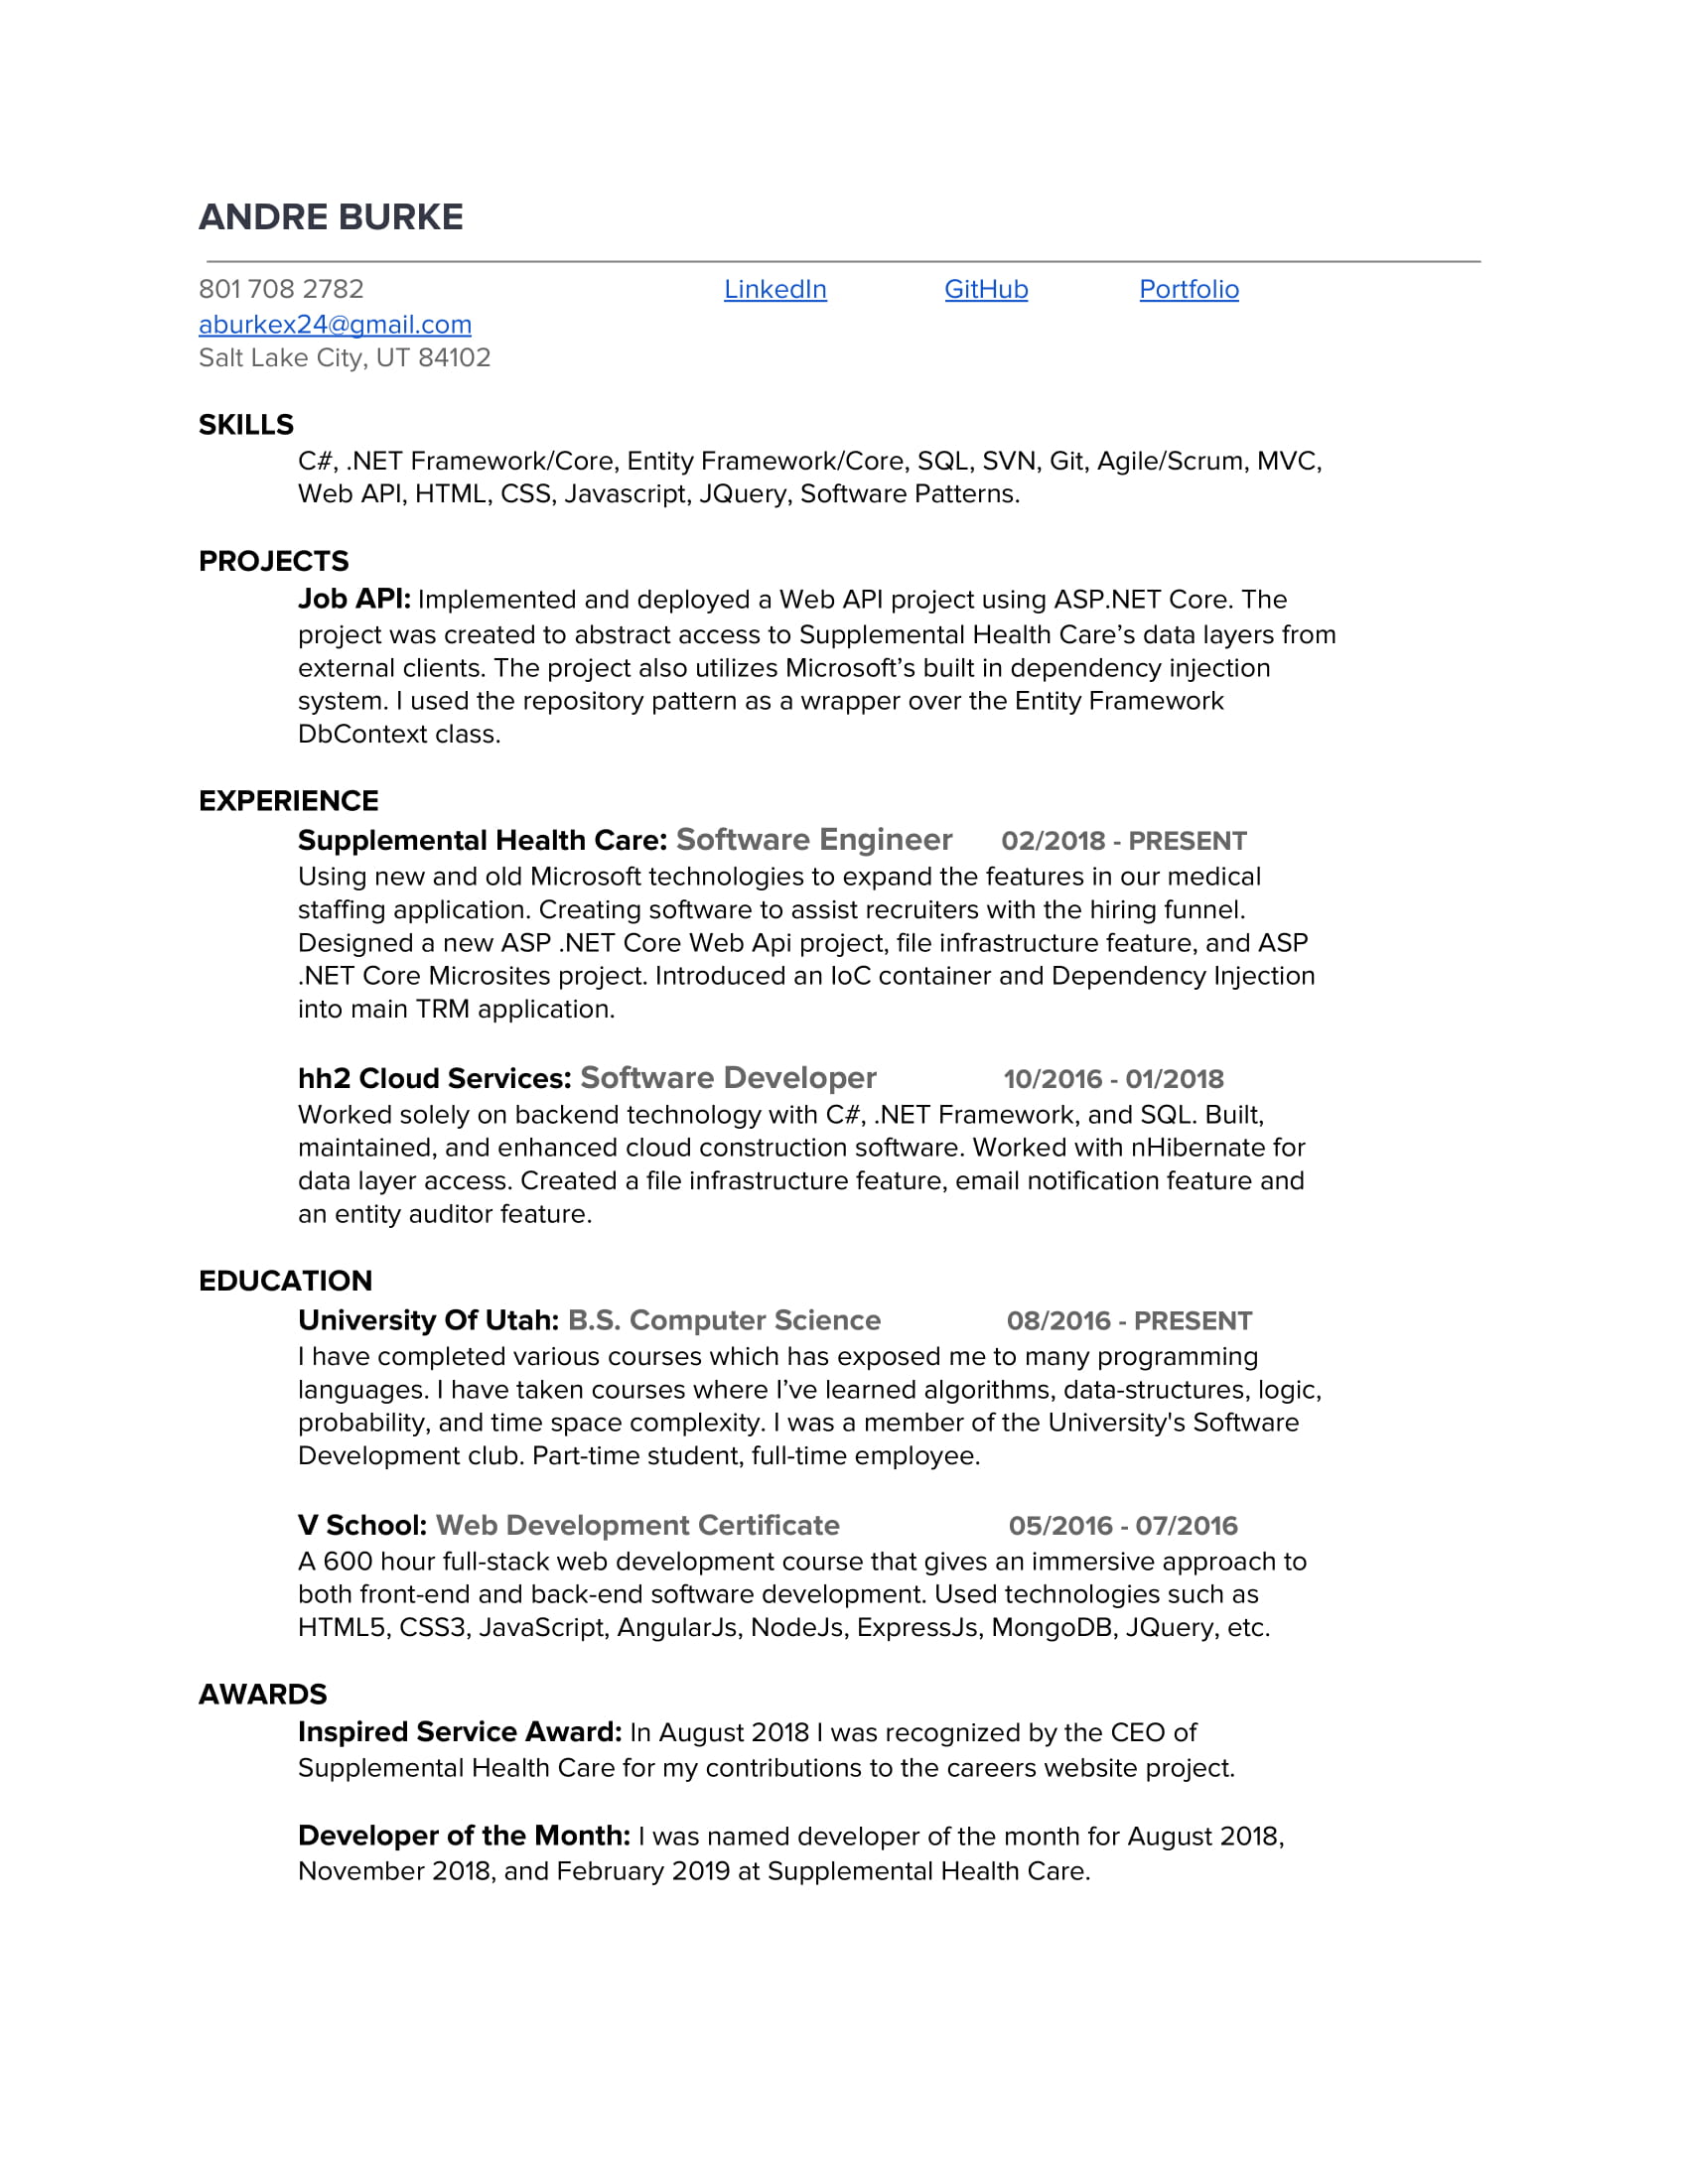 ANDRE BURKE
801 708 2782 LinkedIn GitHub Portfolio
aburkex24@gmail.com
Salt Lake City, UT 84102
SKILLS
C#, .NET Framework/Core, Entity Framework/Core, SQL, SVN, Git, Agile/Scrum, MVC,
Web API, HTML, CSS, Javascript, JQuery, Software Patterns.
PROJECTS
Job API: Implemented and deployed a Web API project using ASP.NET Core. The
project was created to abstract access to Supplemental Health Care’s data layers from
external clients. The project also utilizes Microsoft’s built in dependency injection
system. I used the repository pattern as a wrapper over the Entity Framework
DbContext class.
EXPERIENCE
Supplemental Health Care: Software Engineer 02/2018 - PRESENT
Using new and old Microsoft technologies to expand the features in our medical
staffing application. Creating software to assist recruiters with the hiring funnel.
Designed a new ASP .NET Core Web Api project, file infrastructure feature, and ASP
.NET Core Microsites project. Introduced an IoC container and Dependency Injection
into main TRM application.
hh2 Cloud Services: Software Developer 10/2016 - 01/2018
Worked solely on backend technology with C#, .NET Framework, and SQL. Built,
maintained, and enhanced cloud construction software. Worked with nHibernate for
data layer access. Created a file infrastructure feature, email notification feature and
an entity auditor feature.
EDUCATION
University Of Utah: B.S. Computer Science 08/2016 - PRESENT
I have completed various courses which has exposed me to many programming
languages. I have taken courses where I’ve learned algorithms, data-structures, logic,
probability, and time space complexity. I was a member of the University's Software
Development club. Part-time student, full-time employee.
V School: Web Development Certificate 05/2016 - 07/2016
A 600 hour full-stack web development course that gives an immersive approach to
both front-end and back-end software development. Used technologies such as
HTML5, CSS3, JavaScript, AngularJs, NodeJs, ExpressJs, MongoDB, JQuery, etc.
AWARDS
Inspired Service Award: In August 2018 I was recognized by the CEO of
Supplemental Health Care for my contributions to the careers website project.
Developer of the Month: I was named developer of the month for August 2018,
November 2018, and February 2019 at Supplemental Health Care.